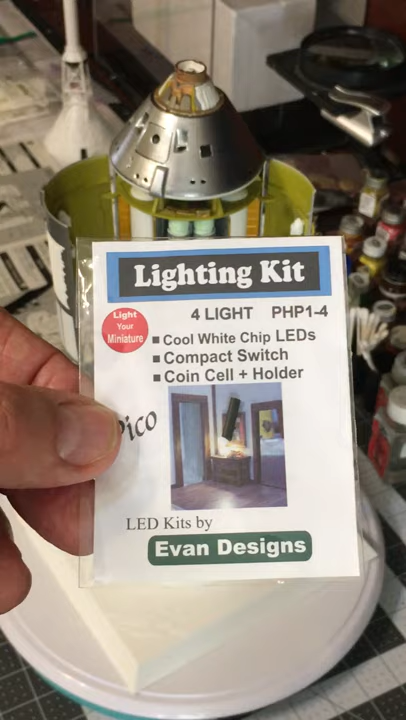 Lighting Kit
Light
Your
Miniature
4 LIGHT PHP1-4
■ Cool White Chip LEDs
■ Compact Switch
■ Coin Cell + Holder
Pico
LED Kits by
Evan Designs